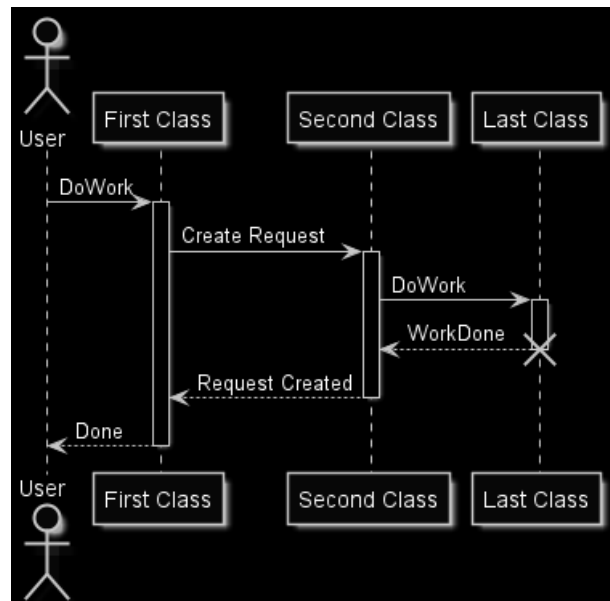 User
First Class
Second Class
Last Class
DoWork
Create Request
DoWork
WorkDone
Request Created
Done
User
First Class
Second Class
Last Class